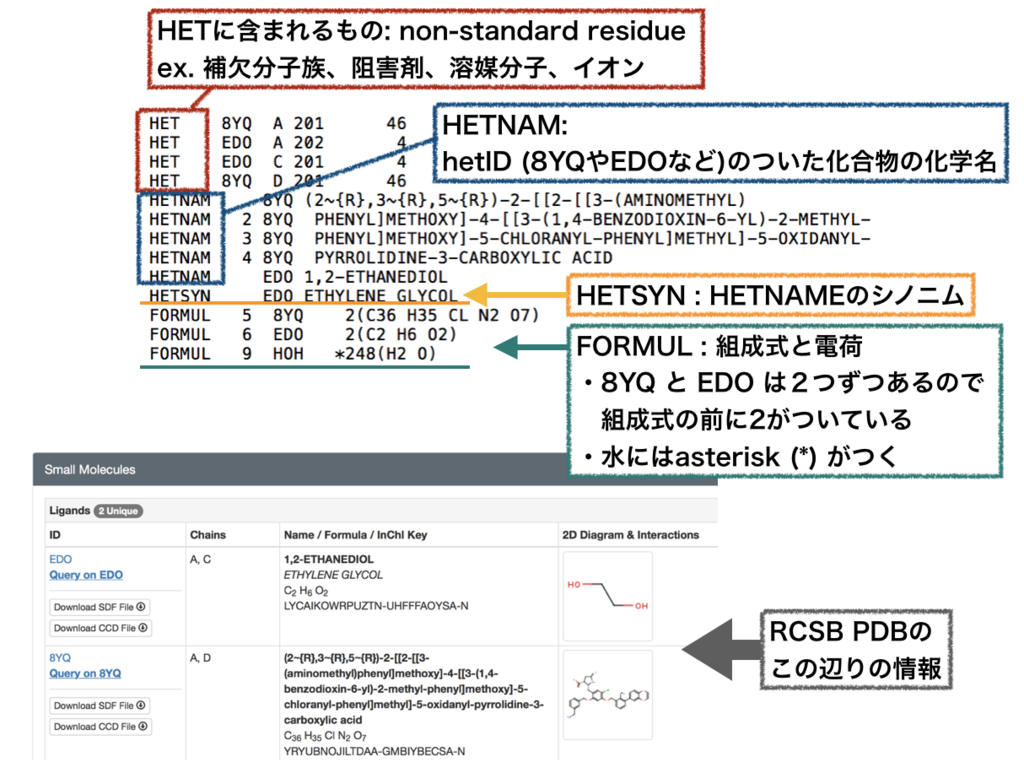 HETに含まれるもの: non-standard residue
ex. 補欠分子族、阻害剤、溶媒分子、イオン
HET 8YQ A 201 46
HET EDO A 202 4
HET EDO C 201 4
HET 8YQ D 201 46
HETNAM:
hetID (8YQやEDOなど)のついた化合物の化学名
HETNAM 8YQ (2~{R},3~{R},5~{R})-2-[[2-[[3-(AMINOMETHYL)
HETNAM 2 8YQ PHENYL]METHOXY]-4-[[3-(1,4-BENZODIOXIN-6-YL)-2-METHYL-
HETNAM 3 8YQ PHENYL]METHOXY]-5-CHLORANYL-PHENYL]METHYL]-5-OXIDANYL-
HETNAM 4 8YQ PYRROLIDINE-3-CARBOXYLIC ACID
HETNAM EDO 1,2-ETHANEDIOL
HETSYN EDO ETHYLENE GLYCOL
HETSYN : HETNAMEのシノニム
FORMUL 5 8YQ 2(C36 H35 CL N2 O7)
FORMUL 6 EDO 2(C2 H6 O2)
FORMUL 9 HOH *248(H2 O)
FORMUL : 組成式と電荷
・8YQ と EDO は２つずつあるので
組成式の前に2がついている
・水にはasterisk (*) がつく
Small Molecules
Ligands 2 Unique
ID Chains Name / Formula / InChI Key 2D Diagram & Interactions
EDO
Query on EDO
Download SDF File
Download CCD File
A, C
1,2-ETHANEDIOL
ETHYLENE GLYCOL
C2 H6 O2
LYCAIKOWRPUZTN-UHFFFAOYSA-N
HO
OH
8YQ
Query on 8YQ
Download SDF File
Download CCD File
A, D
(2~{R},3~{R},5~{R})-2-[[2-[[3-
(aminomethyl)phenyl]methoxy]-4-[[3-(1,4-
benzodioxin-6-yl)-2-methyl-phenyl]methoxy]-5-
chloranyl-phenyl]methyl]-5-oxidanyl-pyrrolidine-3-
carboxylic acid
C36 H35 Cl N2 O7
YRYUBNOJILTDAA-GMBIYBECSA-N
RCSB PDBの
この辺りの情報